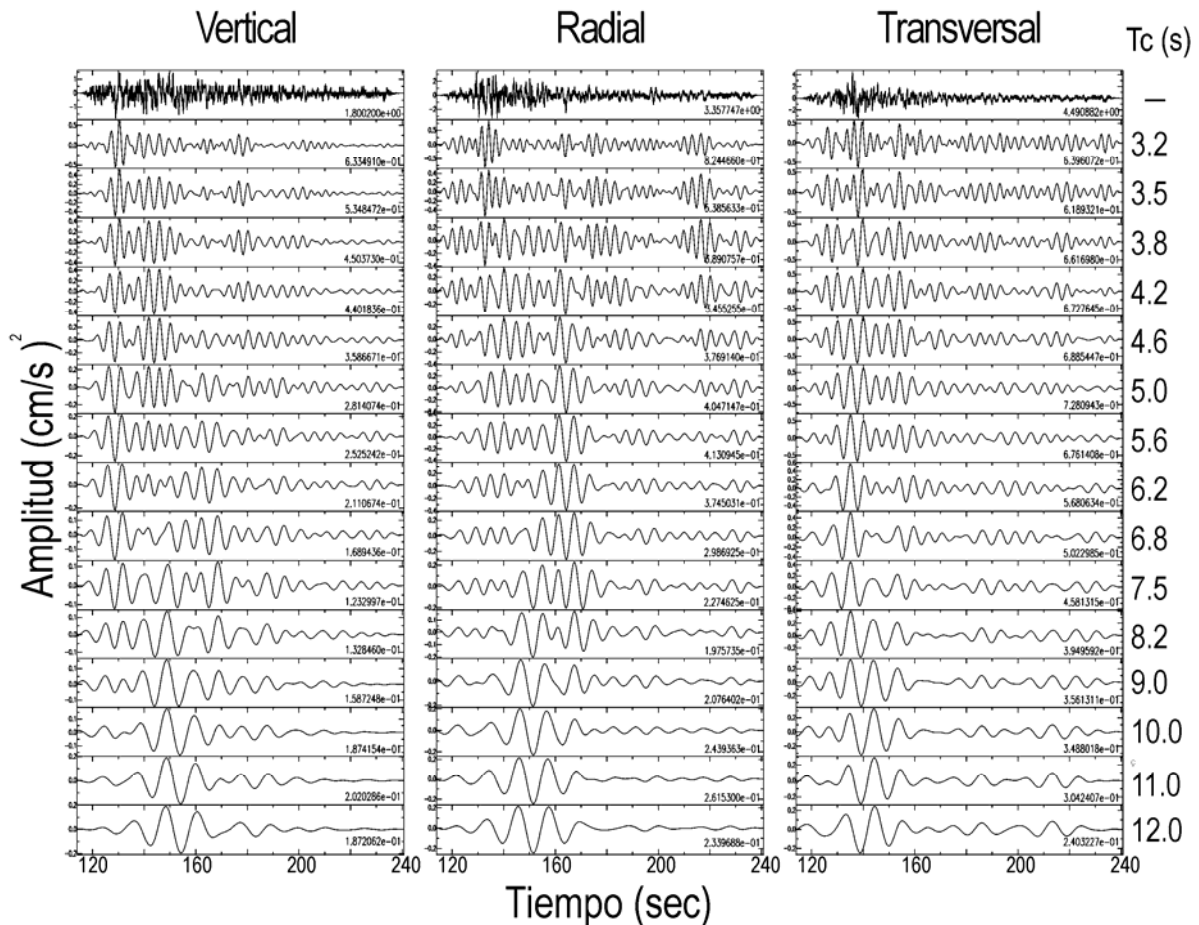 Vertical Radial Transversal Tc (s)
1.800200e+00 3.357747e+00 4.490882e+00 –
6.334910e-01 8.244660e-01 6.396072e-01 3.2
5.348472e-01 6.189321e-01 3.5
4.503730e-01 6.616980e-01 3.8
4.401836e-01 6.727645e-01 4.2
3.586671e-01 3.769140e-01 6.885447e-01 4.6
2.814074e-01 4.047147e-01 7.280943e-01 5.0
2.525242e-01 4.130945e-01 6.761408e-01 5.6
2.110674e-01 3.745031e-01 5.680634e-01 6.2
1.689436e-01 2.986925e-01 5.022985e-01 6.8
1.232997e-01 2.274625e-01 4.581315e-01 7.5
1.328460e-01 1.975735e-01 3.949592e-01 8.2
1.587248e-01 2.076402e-01 3.561311e-01 9.0
1.874154e-01 2.439363e-01 3.488018e-01 10.0
2.020286e-01 2.615300e-01 3.042407e-01 11.0
1.872062e-01 2.339688e-01 2.403227e-01 12.0
120 160 200 240 120 160 200 240 120 160 200 240
Amplitud (cm/s)²
Tiempo (sec)